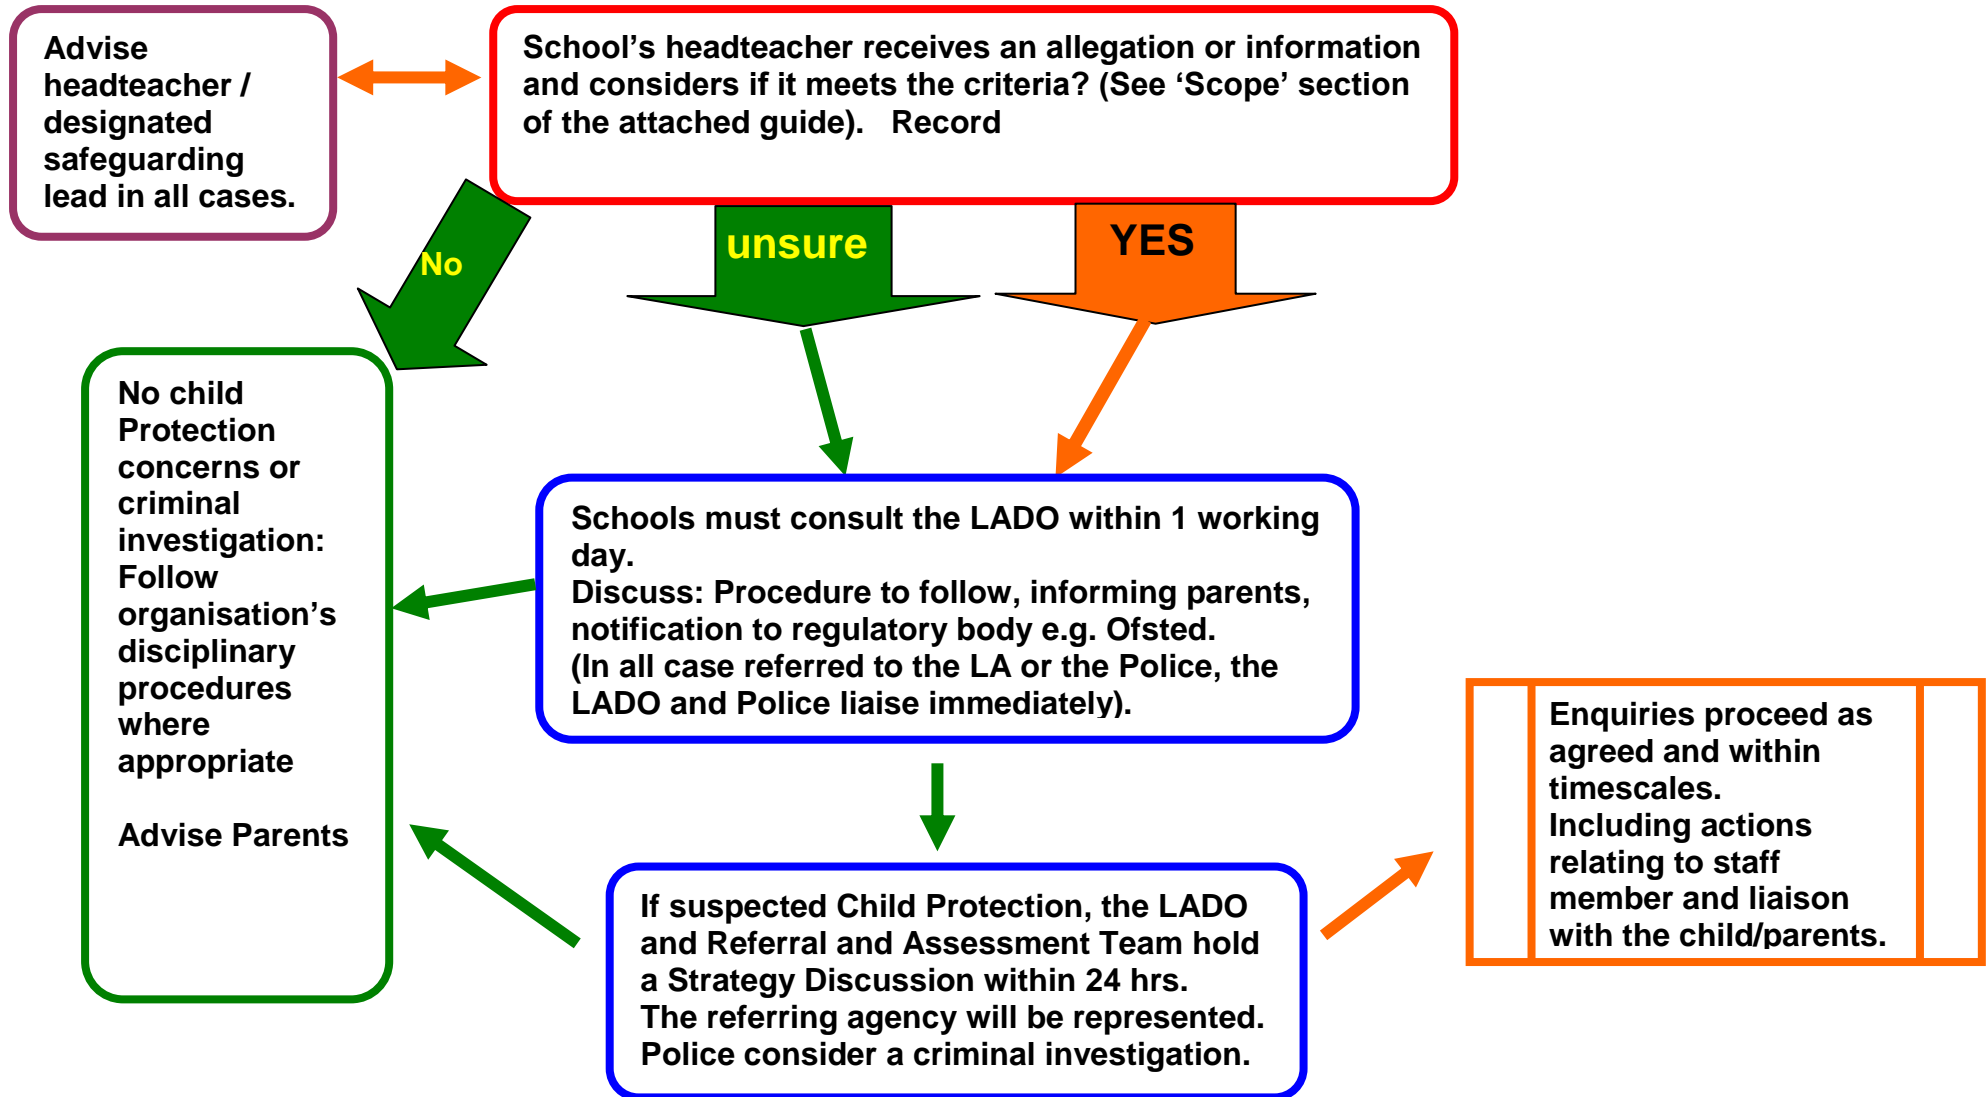 Advise
headteacher /
designated
safeguarding
lead in all cases.
School’s headteacher receives an allegation or information
and considers if it meets the criteria? (See ‘Scope’ section
of the attached guide).   Record
No
unsure
YES
No child
Protection
concerns or
criminal
investigation:
Follow
organisation’s
disciplinary
procedures
where
appropriate
Advise Parents
Schools must consult the LADO within 1 working
day.
Discuss: Procedure to follow, informing parents,
notification to regulatory body e.g. Ofsted.
(In all case referred to the LA or the Police, the
LADO and Police liaise immediately).
If suspected Child Protection, the LADO
and Referral and Assessment Team hold
a Strategy Discussion within 24 hrs.
The referring agency will be represented.
Police consider a criminal investigation.
Enquiries proceed as
agreed and within
timescales.
Including actions
relating to staff
member and liaison
with the child/parents.